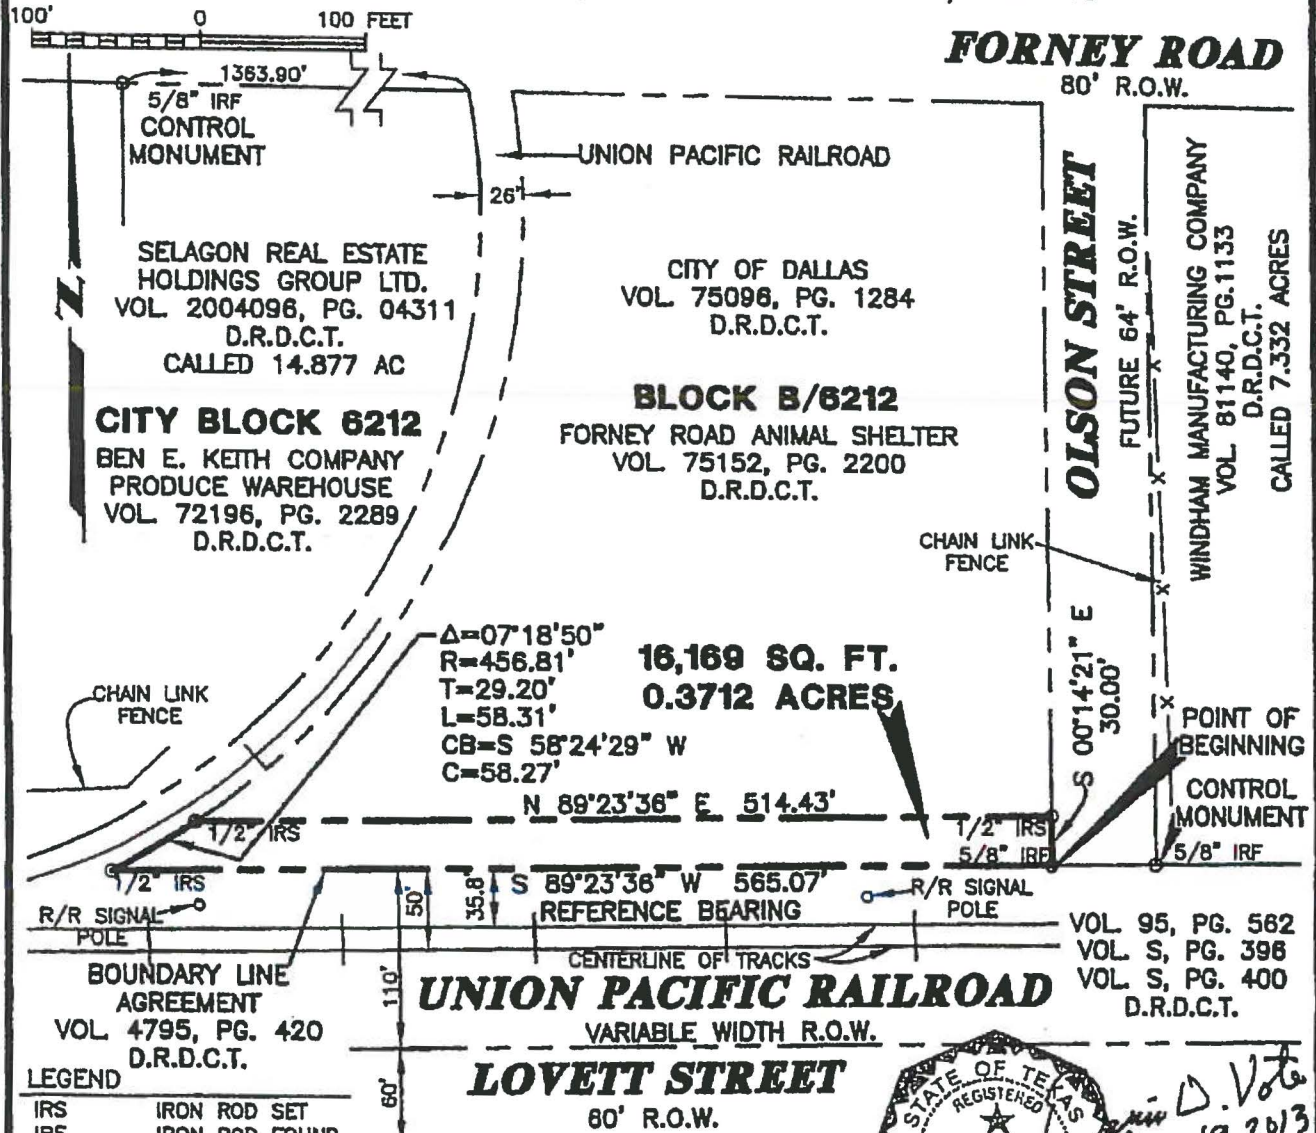 100'
0
100 FEET
1363.90'
5/8" IRF
CONTROL
MONUMENT
FORNEY ROAD
80' R.O.W.
UNION PACIFIC RAILROAD
26'
SELAGON REAL ESTATE
HOLDINGS GROUP LTD.
VOL. 2004096, PG. 04311
D.R.D.C.T.
CALLED 14.877 AC
Z
CITY BLOCK 6212
BEN E. KEITH COMPANY
PRODUCE WAREHOUSE
VOL. 72196, PG. 2289
D.R.D.C.T.
CITY OF DALLAS
VOL. 75096, PG. 1284
D.R.D.C.T.
BLOCK B/6212
FORNEY ROAD ANIMAL SHELTER
VOL. 75152, PG. 2200
D.R.D.C.T.
OLSON STREET
FUTURE 64' R.O.W.
WINDHAM MANUFACTURING COMPANY
VOL. 81140, PG.1133
D.R.D.C.T.
CALLED 7.332 ACRES
CHAIN LINK
FENCE
Δ=07°18'50"
R=456.81'
T=29.20'
L=58.31'
CB=S 58°24'29" W
C=58.27'
16,169 SQ. FT.
0.3712 ACRES
S 00°14'21" E
30.00'
POINT OF
BEGINNING
CONTROL
MONUMENT
5/8" IRF
CHAIN LINK
FENCE
N 89°23'36" E 514.43'
1/2" IRS
1/2" IRS
5/8" IRF
1/2" IRS
S 89°23'36" W 565.07'
REFERENCE BEARING
50'
35.8'
R/R SIGNAL
POLE
R/R SIGNAL
POLE
CENTERLINE OF TRACKS
VOL. 95, PG. 562
VOL. S, PG. 396
VOL. S, PG. 400
D.R.D.C.T.
BOUNDARY LINE
AGREEMENT
VOL. 4795, PG. 420
D.R.D.C.T.
110'
UNION PACIFIC RAILROAD
VARIABLE WIDTH R.O.W.
LOVETT STREET
60' R.O.W.
60'
LEGEND
IRS IRON ROD SET
IRF IRON ROD FOUND
STATE OF TEXAS
REGISTERED
D. Vote
2013